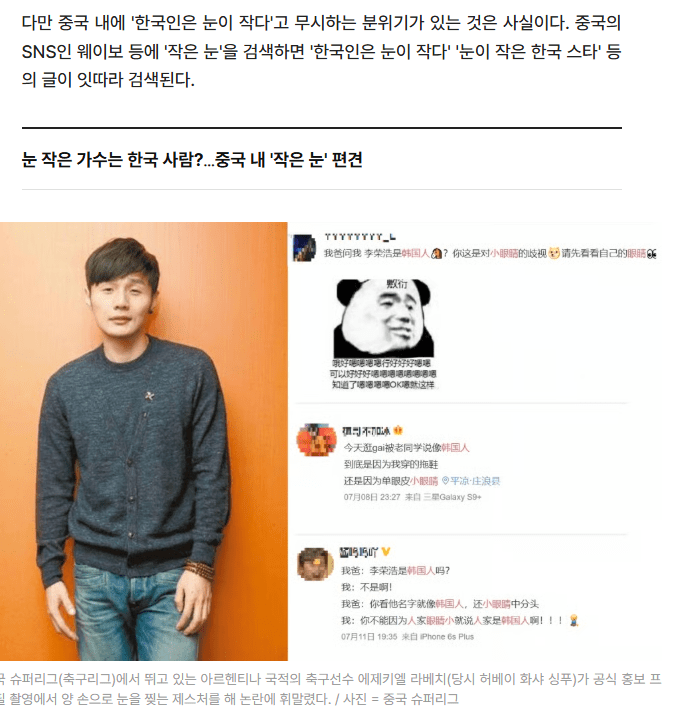 다만 중국 내에 '한국인은 눈이 작다'고 무시하는 분위기가 있는 것은 사실이다. 중국의
SNS인 웨이보 등에 '작은 눈'을 검색하면 '한국인은 눈이 작다' '눈이 작은 한국 스타' 등
의 글이 잇따라 검색된다.
눈 작은 가수는 한국 사람?...중국 내 '작은 눈' 편견
我爸问我 李荣浩是韩国人？你这是对小眼睛的歧视 请先看看自己的眼睛
敷衍
哦好嗯嗯嗯嗯行好好好嗯嗯
可以好好好嗯嗯嗯嗯嗯嗯嗯嗯
知道了嗯嗯嗯嗯OK嗯就这样
今天逛gai被老同学说像韩国人
到底是因为我穿的拖鞋
还是因为单眼皮小眼睛 平凉·庄浪县
07月08日 23:27 来自 三星Galaxy S9+
我爸：李荣浩是韩国人吗？
我：不是啊！
我爸：你看他名字就像韩国人，还小眼睛中分头
我：你不能因为人家眼睛小就说人家是韩国人啊！！！
07月11日 19:35 来自 iPhone 6s Plus
국 슈퍼리그(축구리그)에서 뛰고 있는 아르헨티나 국적의 축구선수 에제키엘 라베치(당시 허베이 화샤 싱푸)가 공식 홍보 프
필 촬영에서 양 손으로 눈을 찢는 제스처를 해 논란에 휘말렸다. / 사진 = 중국 슈퍼리그